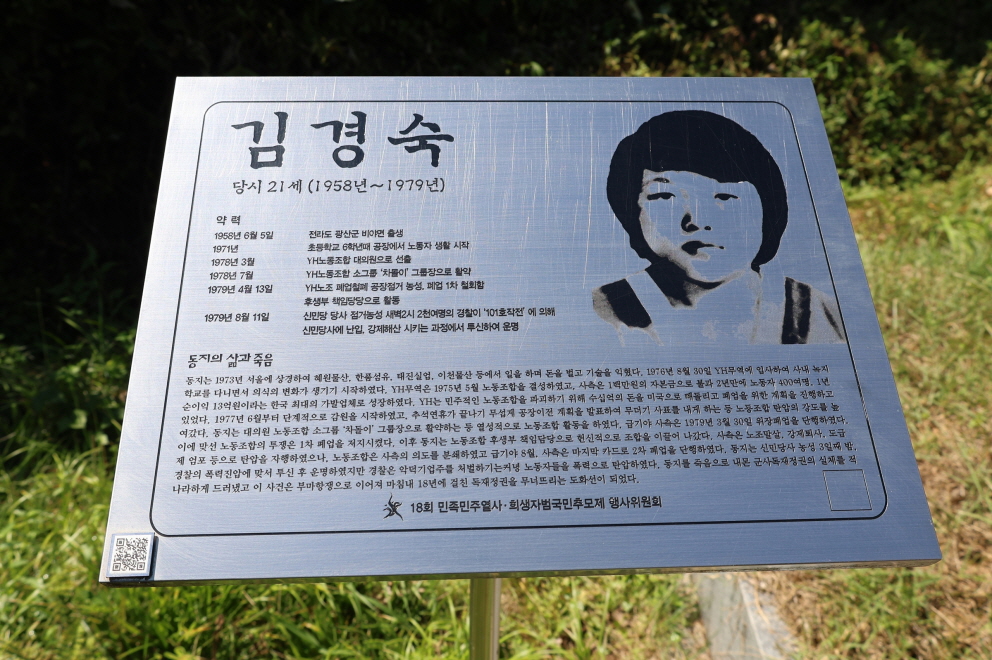 김경숙
당시 21세 (1958년~1979년)
약 력
1958년 6월 5일 전라도 광산군 비아면 출생
1971년 초등학교 6학년때 공장에서 노동자 생활 시작
1978년 3월 YH노동조합 대의원으로 선출
1978년 7월 YH노동조합 소그룹 '차돌이' 그룹장으로 활약
1979년 4월 13일 YH노조 폐업철폐 공장점거 농성, 폐업 1차 철회함
후생부 책임당당으로 활동
1979년 8월 11일 신민당 당사 점거농성 새벽2시 2천여명의 경찰이 '101호작전' 에 의해
신민당사에 난입, 강제해산 시키는 과정에서 투신하여 운명
동지의 삶과 죽음
동지는 1973년 서울에 상경하여 혜원물산, 한풍섬유, 태진실업, 이천물산 등에서 일을 하며 돈을 벌고 기술을 익혔다. 1976년 8월 30일 YH무역에 입사하여 사내 녹지
학교를 다니면서 의식의 변화가 생기기 시작하였다. YH무역은 1975년 5월 노동조합을 결성하였고, 사측은 1백만원의 자본금으로 불과 2년만에 노동자 400여명, 1년
순이익 13억원이라는 한국 최대의 가발업체로 성장하였다. YH는 민주적인 노동조합을 파괴하기 위해 수십억의 돈을 미국으로 빼돌리고 폐업을 위한 계획을 진행하고
있었다. 1977년 6월부터 단계적으로 감원을 시작하였고, 추석연휴가 끝나기 무섭게 공장이전 계획을 발표하며 무더기 사표를 내게 하는 등 노동조합 탄압의 강도를 높
여갔다. 동지는 대의원 노동조합 소그룹 '차돌이' 그룹장으로 활약하는 등 열성적으로 노동조합 활동을 하였다. 급기야 사측은 1979년 3월 30일 위장폐업을 단행하였다.
이에 맞선 노동조합의 투쟁은 1차 폐업을 저지시켰다. 이후 동지는 노동조합 후생부 책임담당으로 헌신적으로 조합을 이끌어 나갔다. 사측은 노조말살, 강제퇴사, 도급
제 엄포 등으로 탄압을 자행하였으나, 노동조합은 사측의 의도를 분쇄하였고 급기야 8월, 사측은 마지막 카드로 2차 폐업을 단행하였다. 동지는 신민당사 농성 3일째 밤,
경찰의 폭력진압에 맞서 투신 후 운명하였지만 경찰은 악덕기업주를 처벌하기는커녕 노동자들을 폭력으로 탄압하였다. 동지를 죽음으로 내몬 군사독재정권의 실체를 적
나라하게 드러냈고 이 사건은 부마항쟁으로 이어져 마침내 18년에 걸친 독재정권을 무너뜨리는 도화선이 되었다.
18회 민족민주열사·희생자범국민추모제 행사위원회